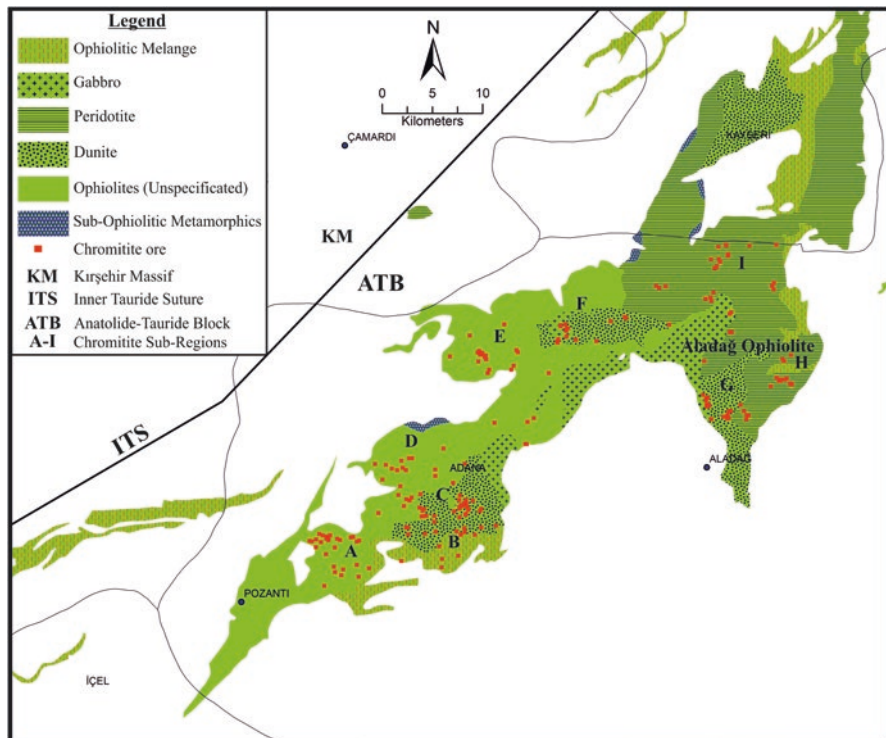 Legend
Ophiolitic Melange
Gabbro
Peridotite
Dunite
Ophiolites (Unspecificated)
Sub-Ophiolitic Metamorphics
Chromitite ore
KM Kırşehir Massif
ITS Inner Tauride Suture
ATB Anatolide-Tauride Block
A-I Chromitite Sub-Regions
N
0 5 10
Kilometers
ÇAMARDI
KAYSERİ
KM
ATB
I
F
E
Aladağ Ophiolite
H
G
ITS
D
ADANA
ALADAĞ
C
B
A
POZANTI
İÇEL